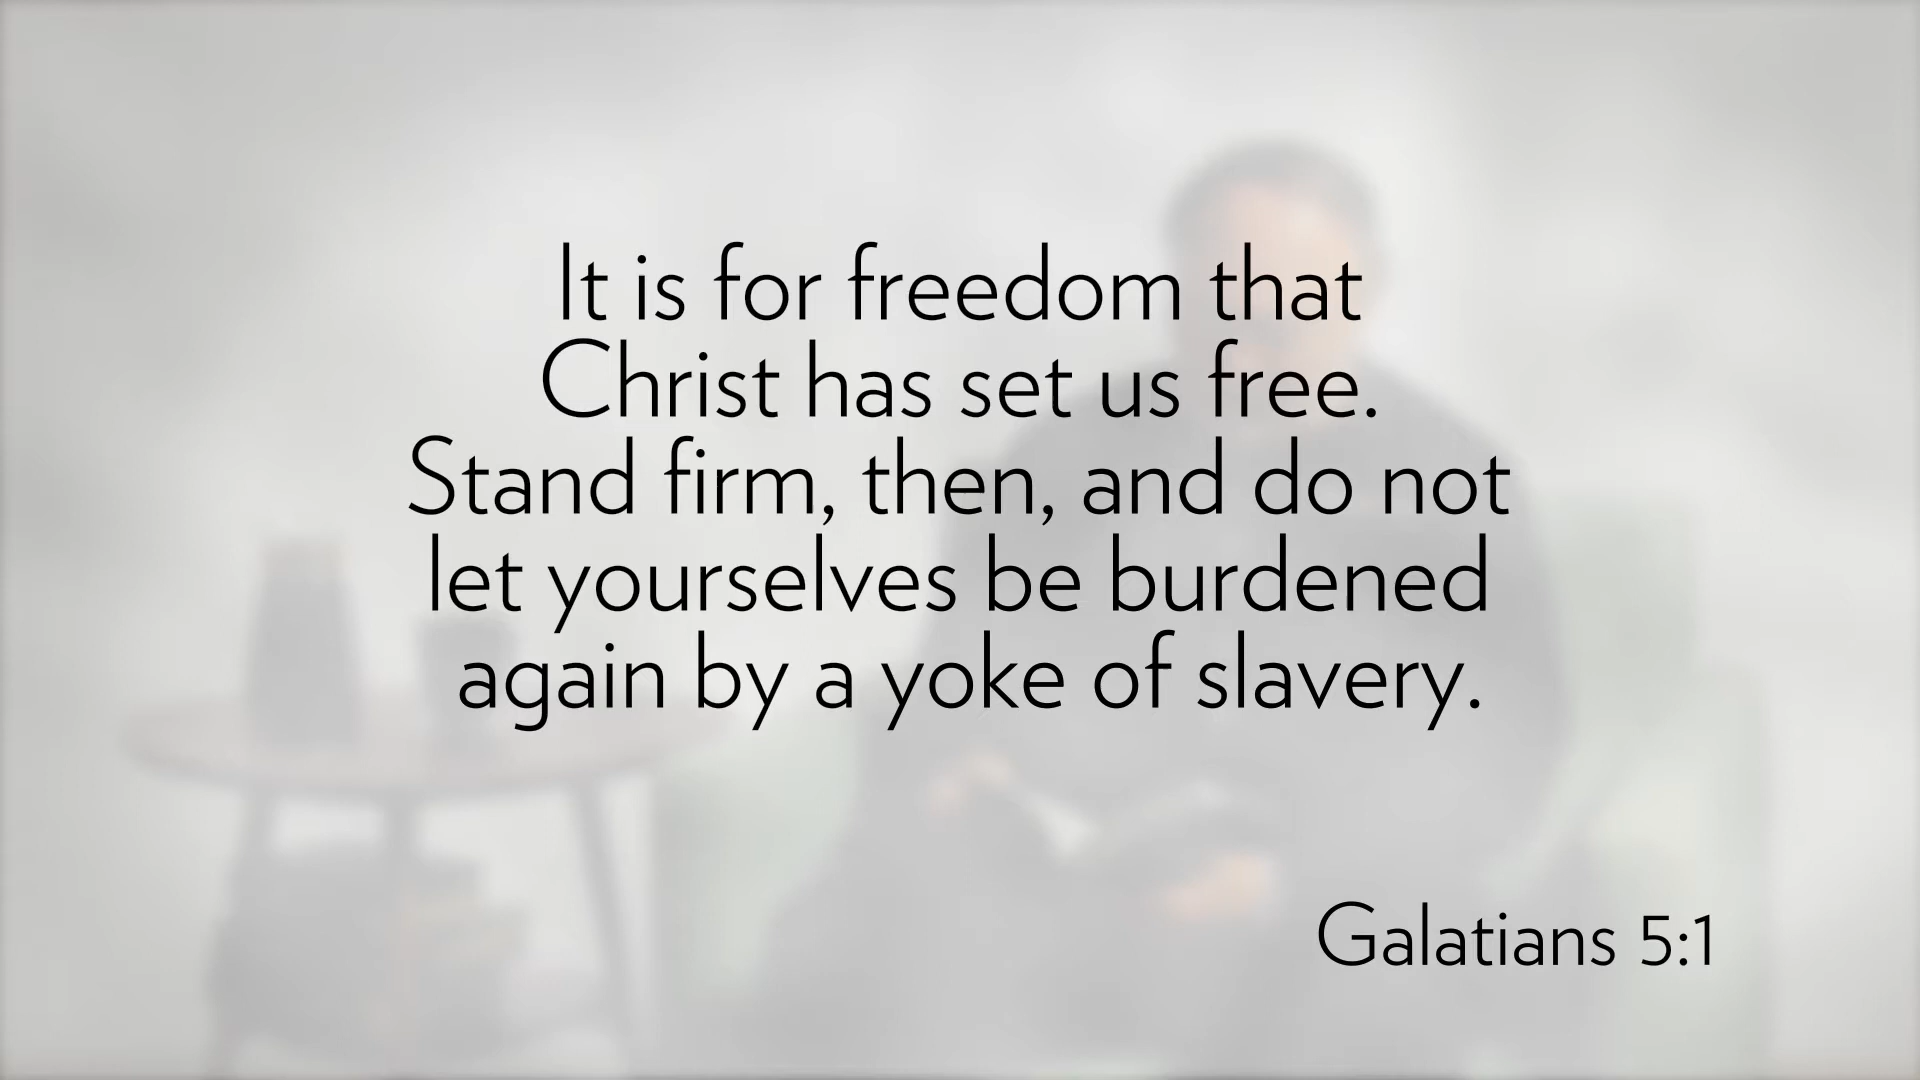 It is for freedom that
Christ has set us free.
Stand firm, then, and do not
let yourselves be burdened
again by a yoke of slavery.
Galatians 5:1